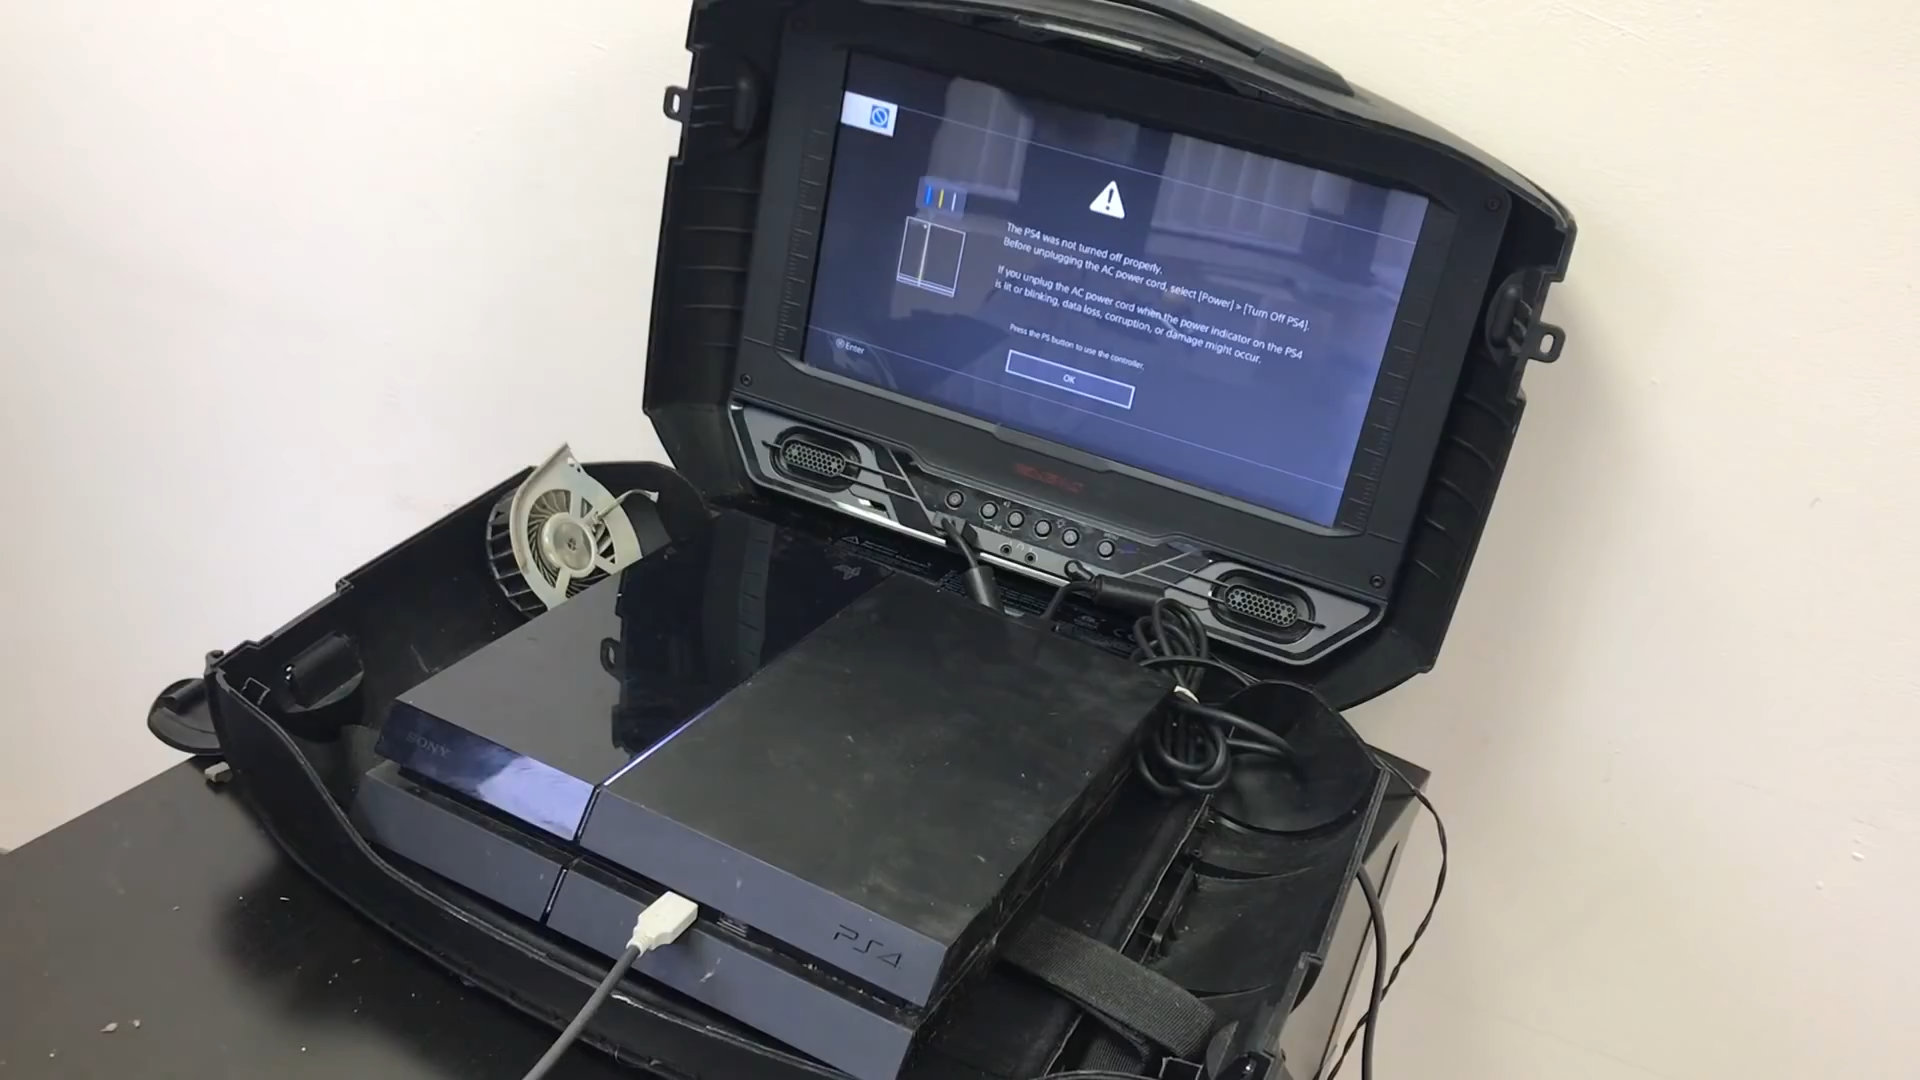 The PS4 was not turned off properly.
Before unplugging the AC power cord, select [Power] > [Turn Off PS4].
If you unplug the AC power cord when the power indicator on the PS4
is lit or blinking, data loss, corruption, or damage might occur.
Press the PS button to use the controller.
OK
Enter
SONY
PS4